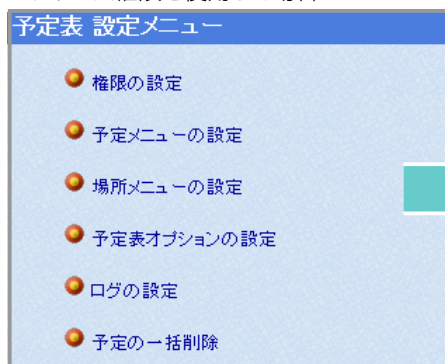 予定表 設定メニュー
権限の設定
予定メニューの設定
場所メニューの設定
予定表オプションの設定
ログの設定
予定の一括削除